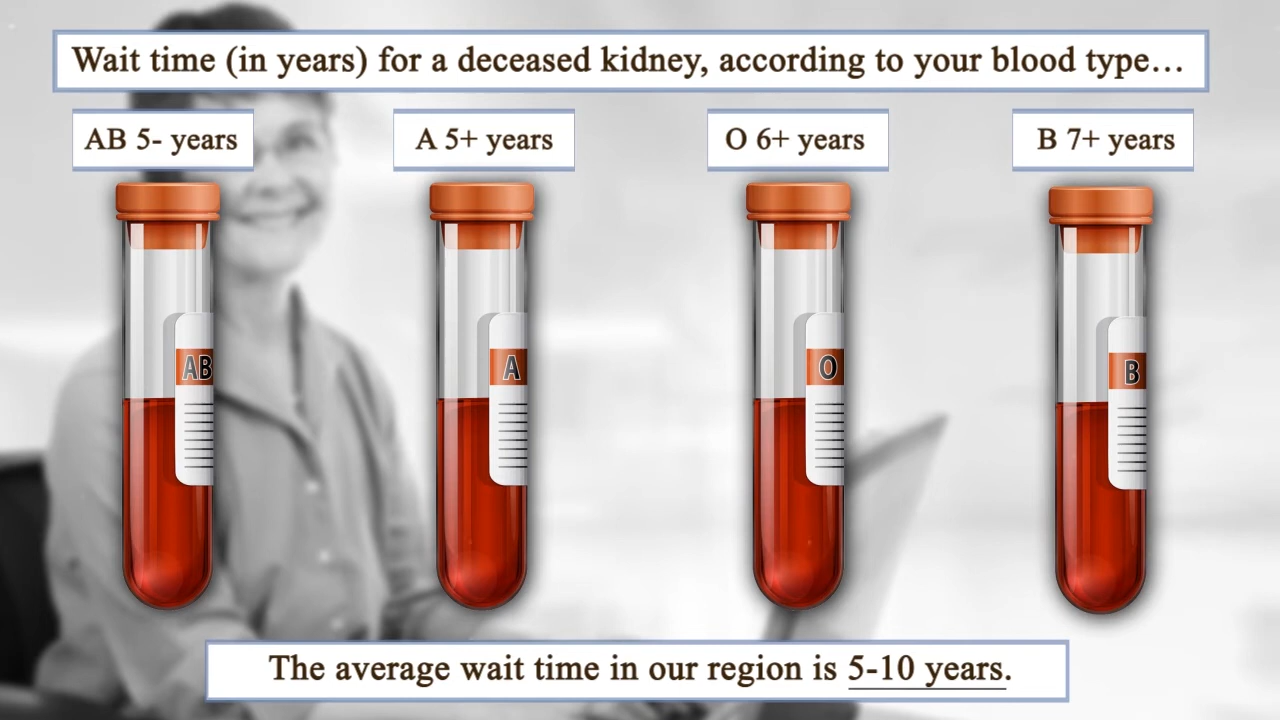 Wait time (in years) for a deceased kidney, according to your blood type...
AB 5- years
A 5+ years
O 6+ years
B 7+ years
AB
A
O
B
The average wait time in our region is 5-10 years.